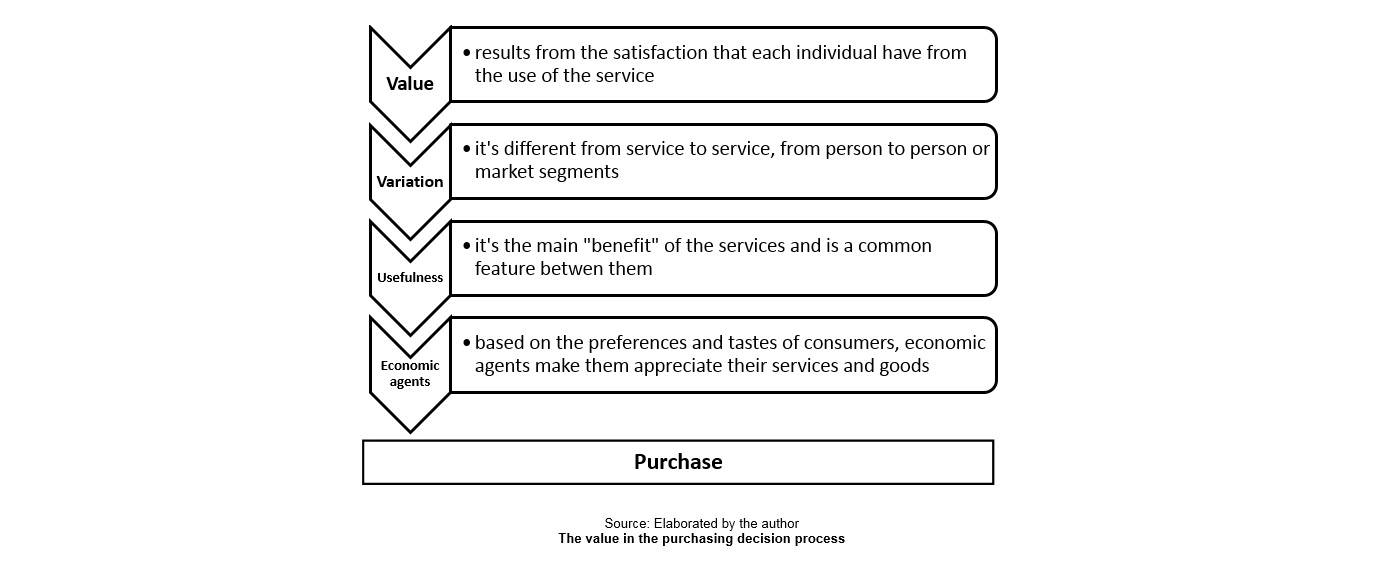 Value
• results from the satisfaction that each individual have from
the use of the service
Variation
• it's different from service to service, from person to person or
market segments
Usefulness
• it's the main "benefit" of the services and is a common
feature betwen them
Economic
agents
• based on the preferences and tastes of consumers, economic
agents make them appreciate their services and goods
Purchase
Source: Elaborated by the author
The value in the purchasing decision process